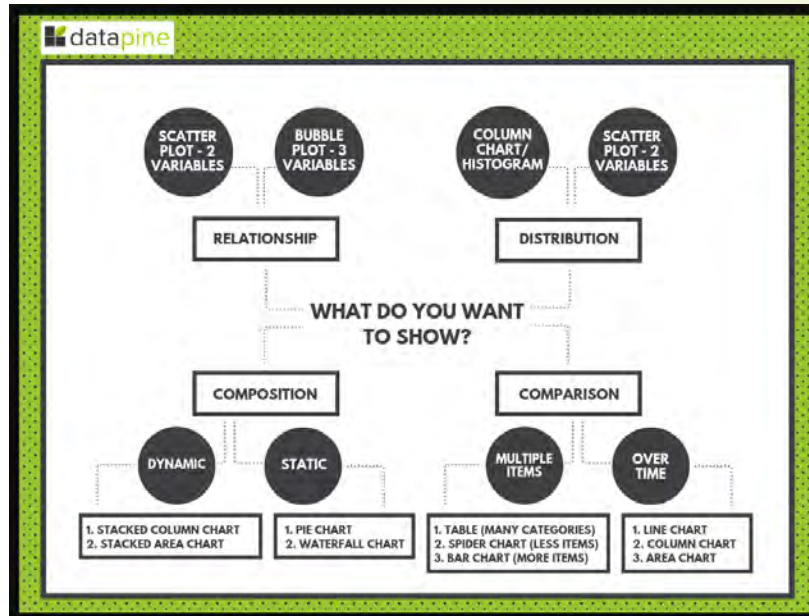 datapine
SCATTER
PLOT - 2
VARIABLES
BUBBLE
PLOT - 3
VARIABLES
COLUMN
CHART/
HISTOGRAM
SCATTER
PLOT - 2
VARIABLES
RELATIONSHIP
DISTRIBUTION
WHAT DO YOU WANT
TO SHOW?
COMPOSITION
COMPARISON
DYNAMIC
STATIC
MULTIPLE
ITEMS
OVER
TIME
1. STACKED COLUMN CHART
2. STACKED AREA CHART
1. PIE CHART
2. WATERFALL CHART
1. TABLE (MANY CATEGORIES)
2. SPIDER CHART (LESS ITEMS)
3. BAR CHART (MORE ITEMS)
1. LINE CHART
2. COLUMN CHART
3. AREA CHART